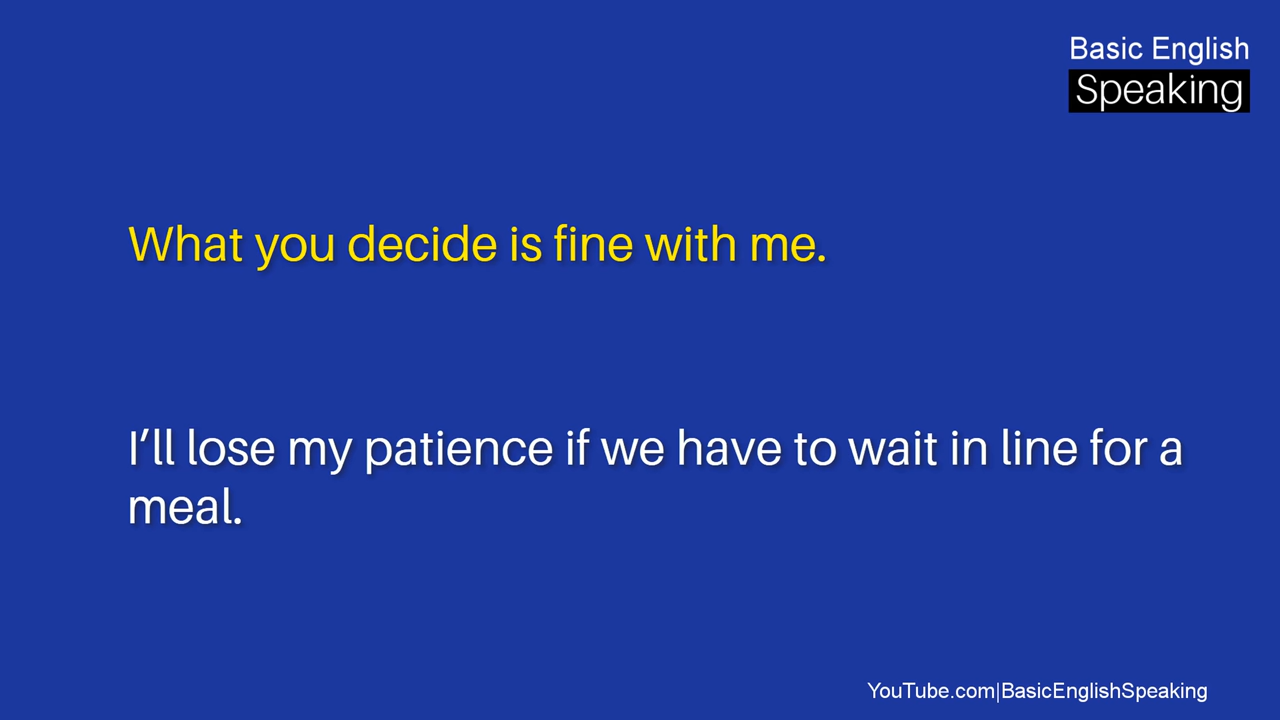 Basic English
Speaking
What you decide is fine with me.
I’ll lose my patience if we have to wait in line for a
meal.
YouTube.com|BasicEnglishSpeaking